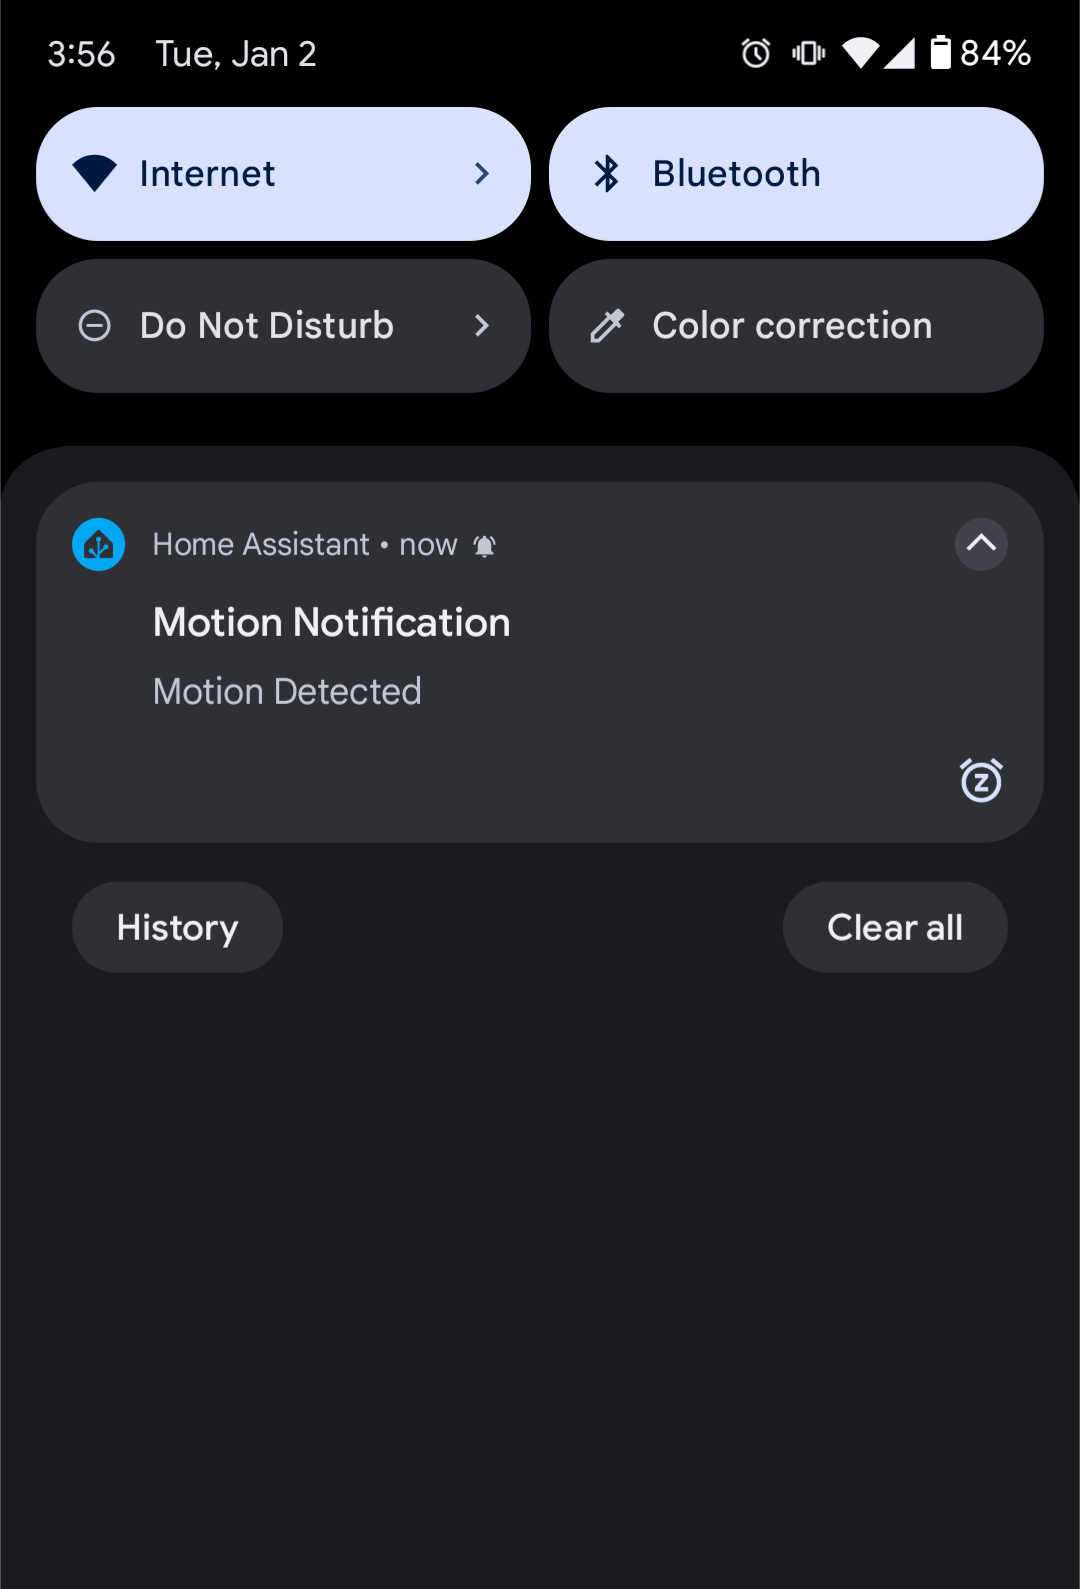 3:56 Tue, Jan 2 84%
Internet Bluetooth
Do Not Disturb Color correction
Home Assistant • now
Motion Notification
Motion Detected
History Clear all